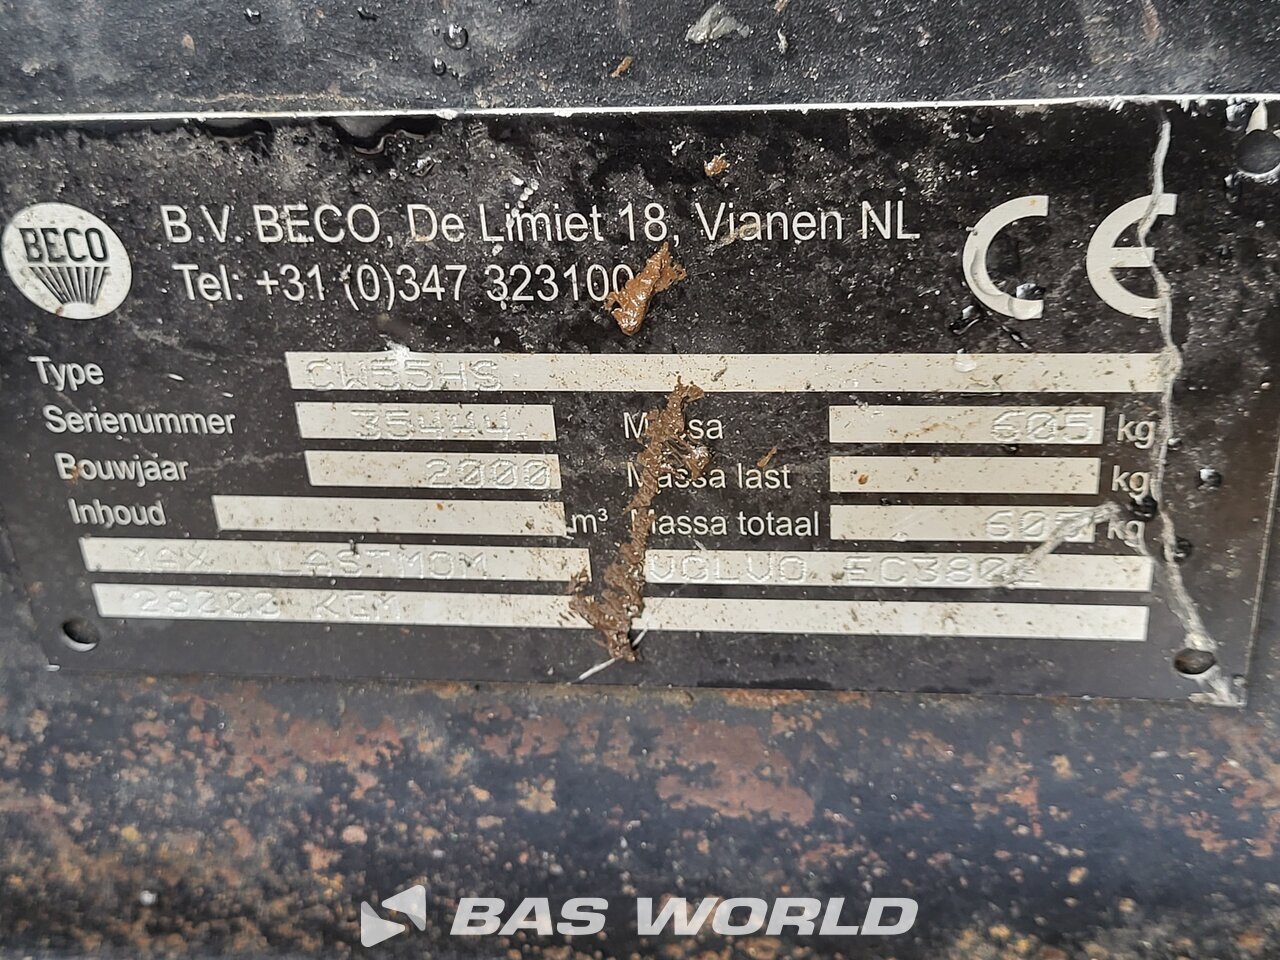 BECO
B.V. BECO, De Limiet 18, Vianen NL
Tel: +31 (0)347 323100
CE
Type CW55HS
Serienummer 35444
Massa 605 kg
Bouwjaar 2000
Massa last kg
Inhoud m³
Massa totaal 605 kg
MAX. LASTMOM.
VOLVO EC380E
KGM
BAS WORLD